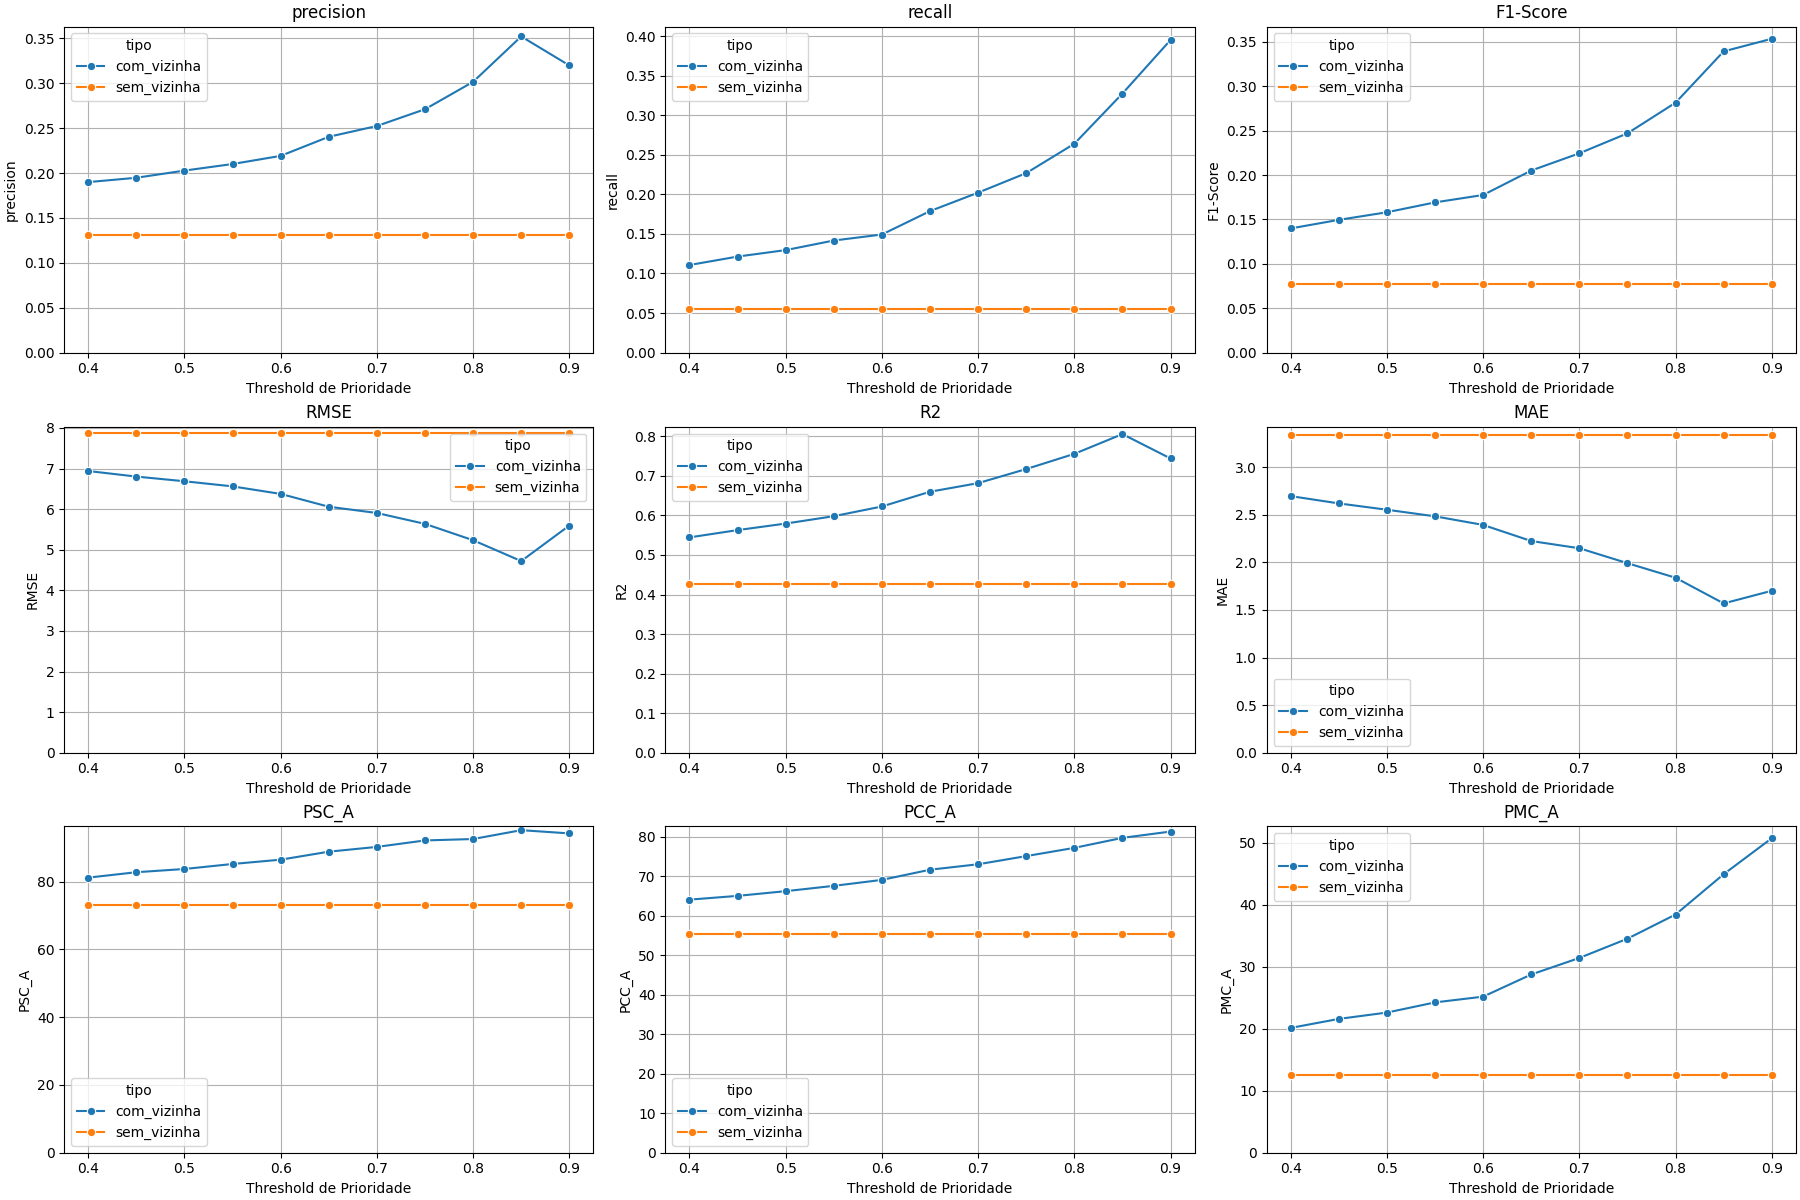 precision
precision
0.35
0.30
0.25
0.20
0.15
0.10
0.05
0.00
tipo
com_vizinha
sem_vizinha
0.4 0.5 0.6 0.7 0.8 0.9
Threshold de Prioridade
recall
recall
0.40
0.35
0.30
0.25
0.20
0.15
0.10
0.05
0.00
tipo
com_vizinha
sem_vizinha
0.4 0.5 0.6 0.7 0.8 0.9
Threshold de Prioridade
F1-Score
F1-Score
0.35
0.30
0.25
0.20
0.15
0.10
0.05
0.00
tipo
com_vizinha
sem_vizinha
0.4 0.5 0.6 0.7 0.8 0.9
Threshold de Prioridade
RMSE
RMSE
8
7
6
5
4
3
2
1
0
tipo
com_vizinha
sem_vizinha
0.4 0.5 0.6 0.7 0.8 0.9
Threshold de Prioridade
R2
R2
0.8
0.7
0.6
0.5
0.4
0.3
0.2
0.1
0.0
tipo
com_vizinha
sem_vizinha
0.4 0.5 0.6 0.7 0.8 0.9
Threshold de Prioridade
MAE
MAE
3.0
2.5
2.0
1.5
1.0
0.5
0.0
tipo
com_vizinha
sem_vizinha
0.4 0.5 0.6 0.7 0.8 0.9
Threshold de Prioridade
PSC_A
PSC_A
80
60
40
20
0
tipo
com_vizinha
sem_vizinha
0.4 0.5 0.6 0.7 0.8 0.9
Threshold de Prioridade
PCC_A
PCC_A
80
70
60
50
40
30
20
10
0
tipo
com_vizinha
sem_vizinha
0.4 0.5 0.6 0.7 0.8 0.9
Threshold de Prioridade
PMC_A
PMC_A
50
40
30
20
10
0
tipo
com_vizinha
sem_vizinha
0.4 0.5 0.6 0.7 0.8 0.9
Threshold de Prioridade